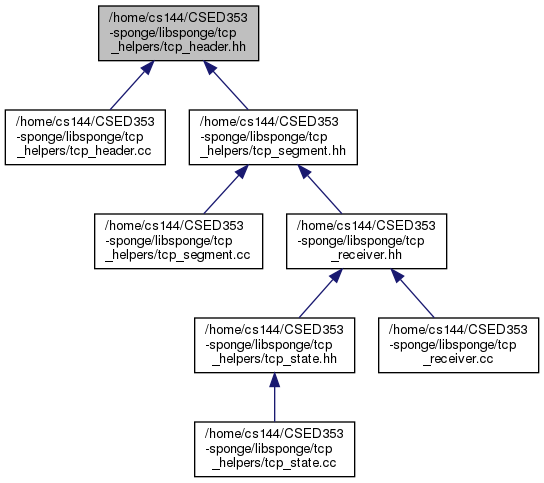 /home/cs144/CSED353
-sponge/libsponge/tcp
_helpers/tcp_header.hh
/home/cs144/CSED353
-sponge/libsponge/tcp
_helpers/tcp_header.cc
/home/cs144/CSED353
-sponge/libsponge/tcp
_helpers/tcp_segment.hh
/home/cs144/CSED353
-sponge/libsponge/tcp
_helpers/tcp_segment.cc
/home/cs144/CSED353
-sponge/libsponge/tcp
_receiver.hh
/home/cs144/CSED353
-sponge/libsponge/tcp
_helpers/tcp_state.hh
/home/cs144/CSED353
-sponge/libsponge/tcp
_receiver.cc
/home/cs144/CSED353
-sponge/libsponge/tcp
_helpers/tcp_state.cc